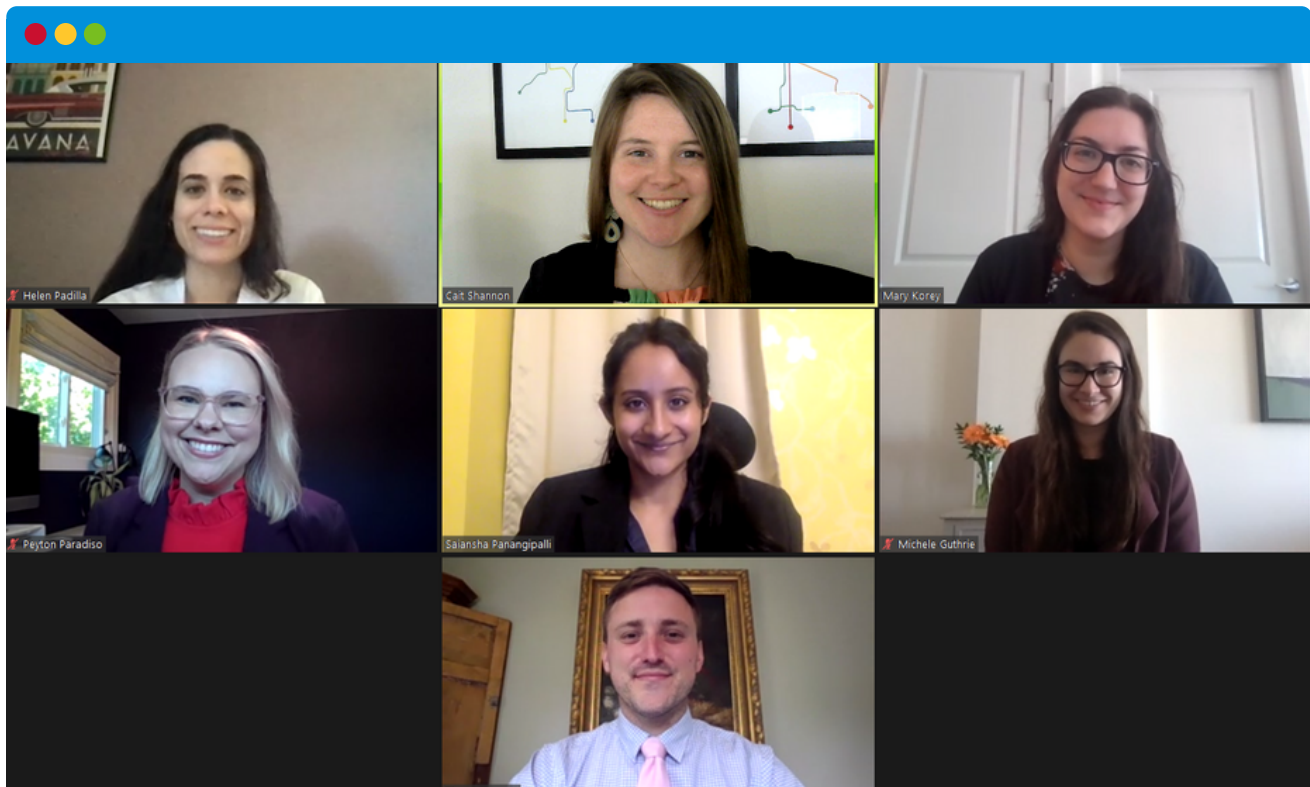 AVANA
Helen Padilla
Cait Shannon
Mary Korey
Peyton Paradiso
Saiansha Panangipalli
Michele Guthrie